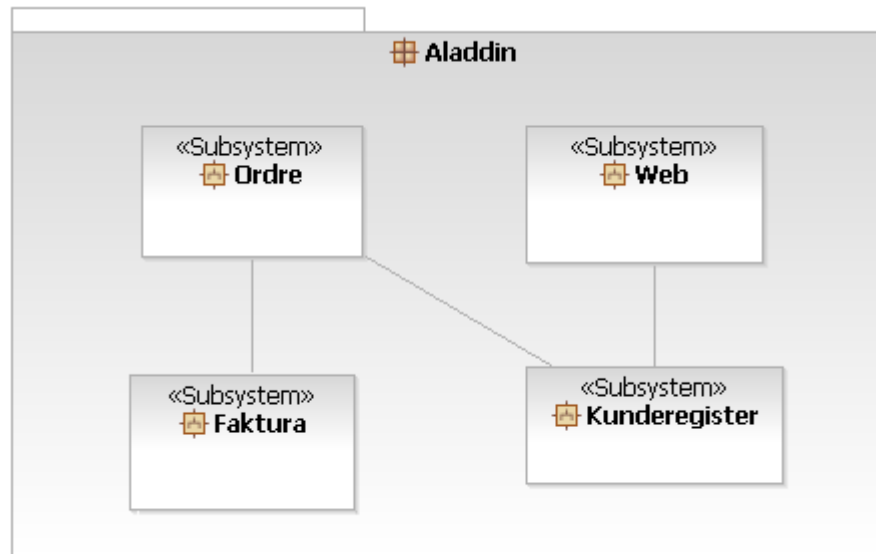 Aladdin
«Subsystem»
Ordre
«Subsystem»
Web
«Subsystem»
Faktura
«Subsystem»
Kunderegister